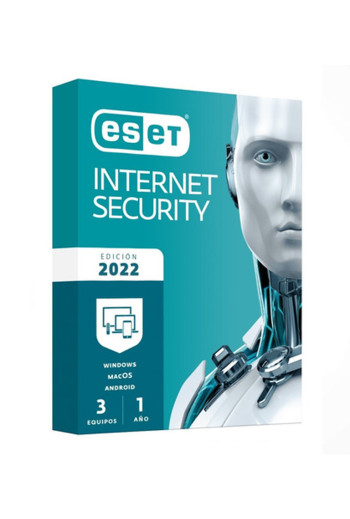 eseT
INTERNET
SECURITY
EDICIÓN
2022
WINDOWS
MACOS
ANDROID
3 1
EQUIPOS AÑO